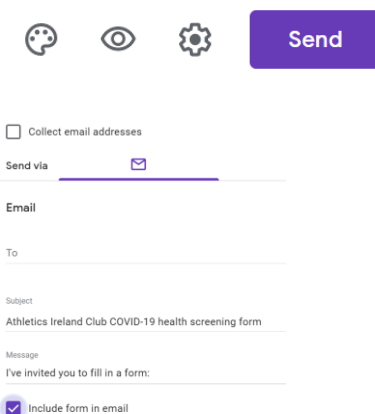 Send
Collect email addresses
Send via
Email
To
Subject
Athletics Ireland Club COVID-19 health screening form
Message
I've invited you to fill in a form:
Include form in email